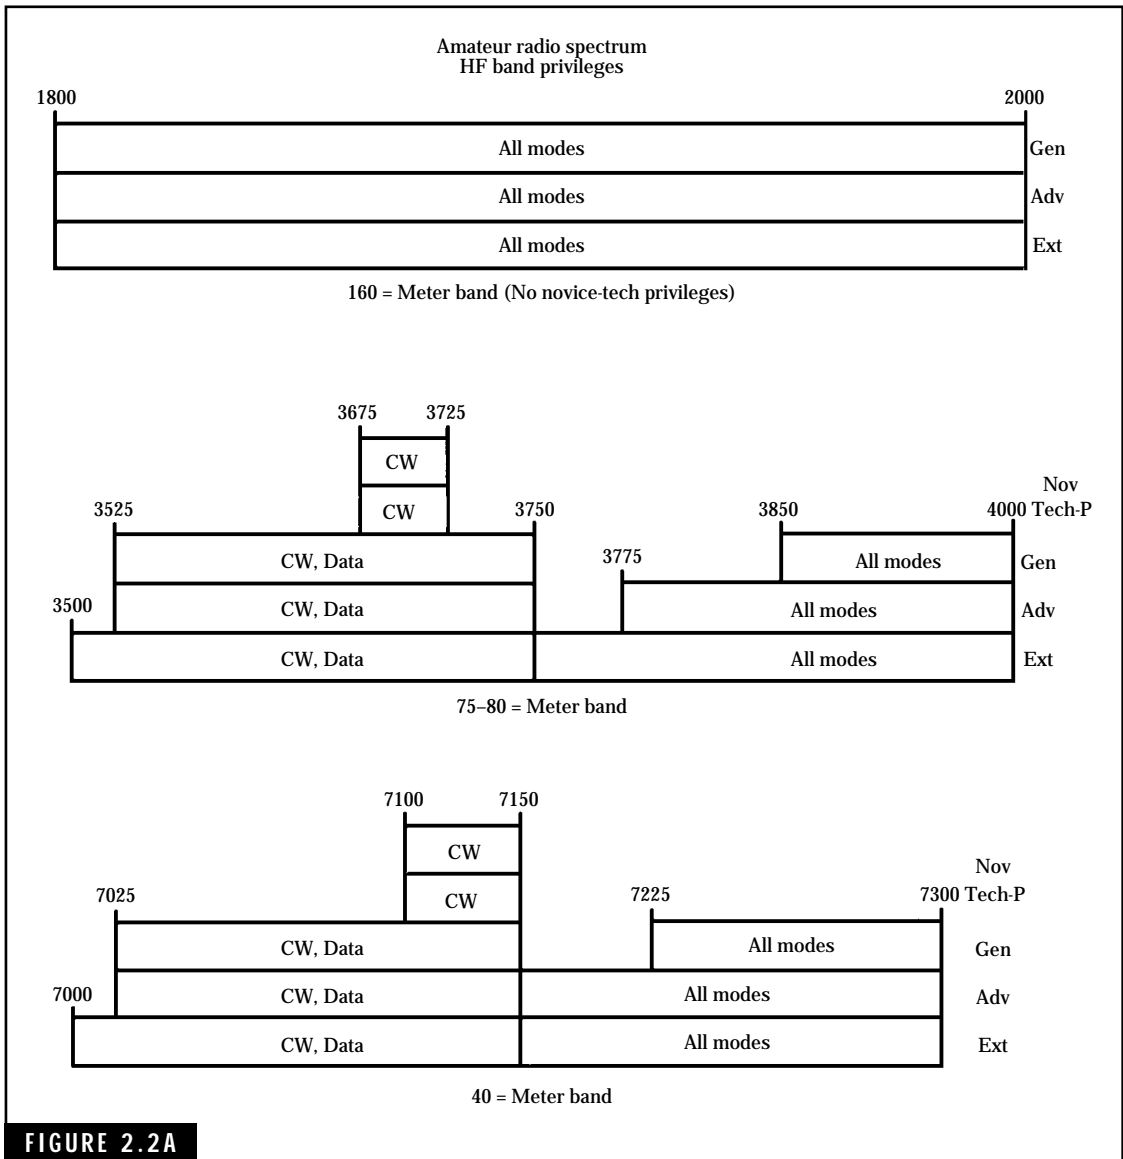 Amateur radio spectrum
HF band privileges
1800 2000
All modes Gen
All modes Adv
All modes Ext
160 = Meter band (No novice-tech privileges)
3675 3725
CW
Nov
CW
3525 3750 3850 4000 Tech-P
CW, Data 3775 All modes Gen
3500 CW, Data All modes Adv
CW, Data All modes Ext
75–80 = Meter band
7100 7150
CW
Nov
CW
7025 7225 7300 Tech-P
CW, Data All modes Gen
7000 CW, Data All modes Adv
CW, Data All modes Ext
40 = Meter band
FIGURE 2.2A